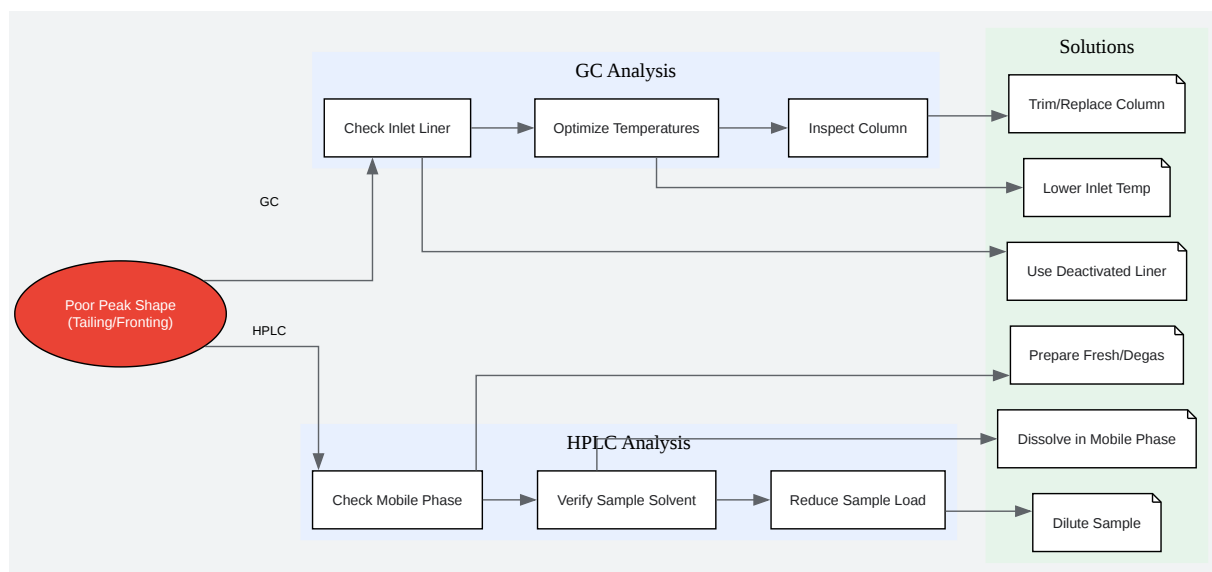 Solutions
GC Analysis
Trim/Replace Column
Check Inlet Liner
Optimize Temperatures
Inspect Column
Lower Inlet Temp
GC
Use Deactivated Liner
Poor Peak Shape
(Tailing/Fronting)
HPLC
Prepare Fresh/Degas
HPLC Analysis
Dissolve in Mobile Phase
Check Mobile Phase
Verify Sample Solvent
Reduce Sample Load
Dilute Sample